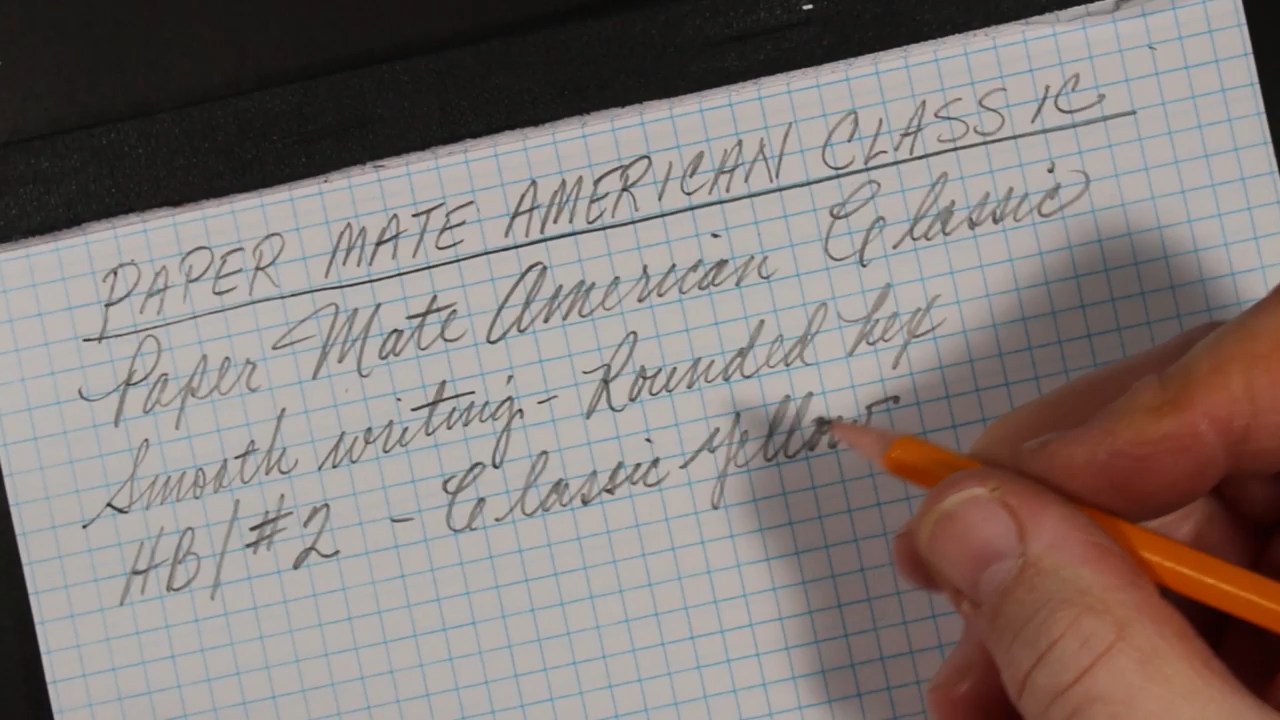 PAPER MATE AMERICAN CLASSIC
Paper Mate American Classic
Smooth writing - Rounded hex
HB/#2 - Classic yellow